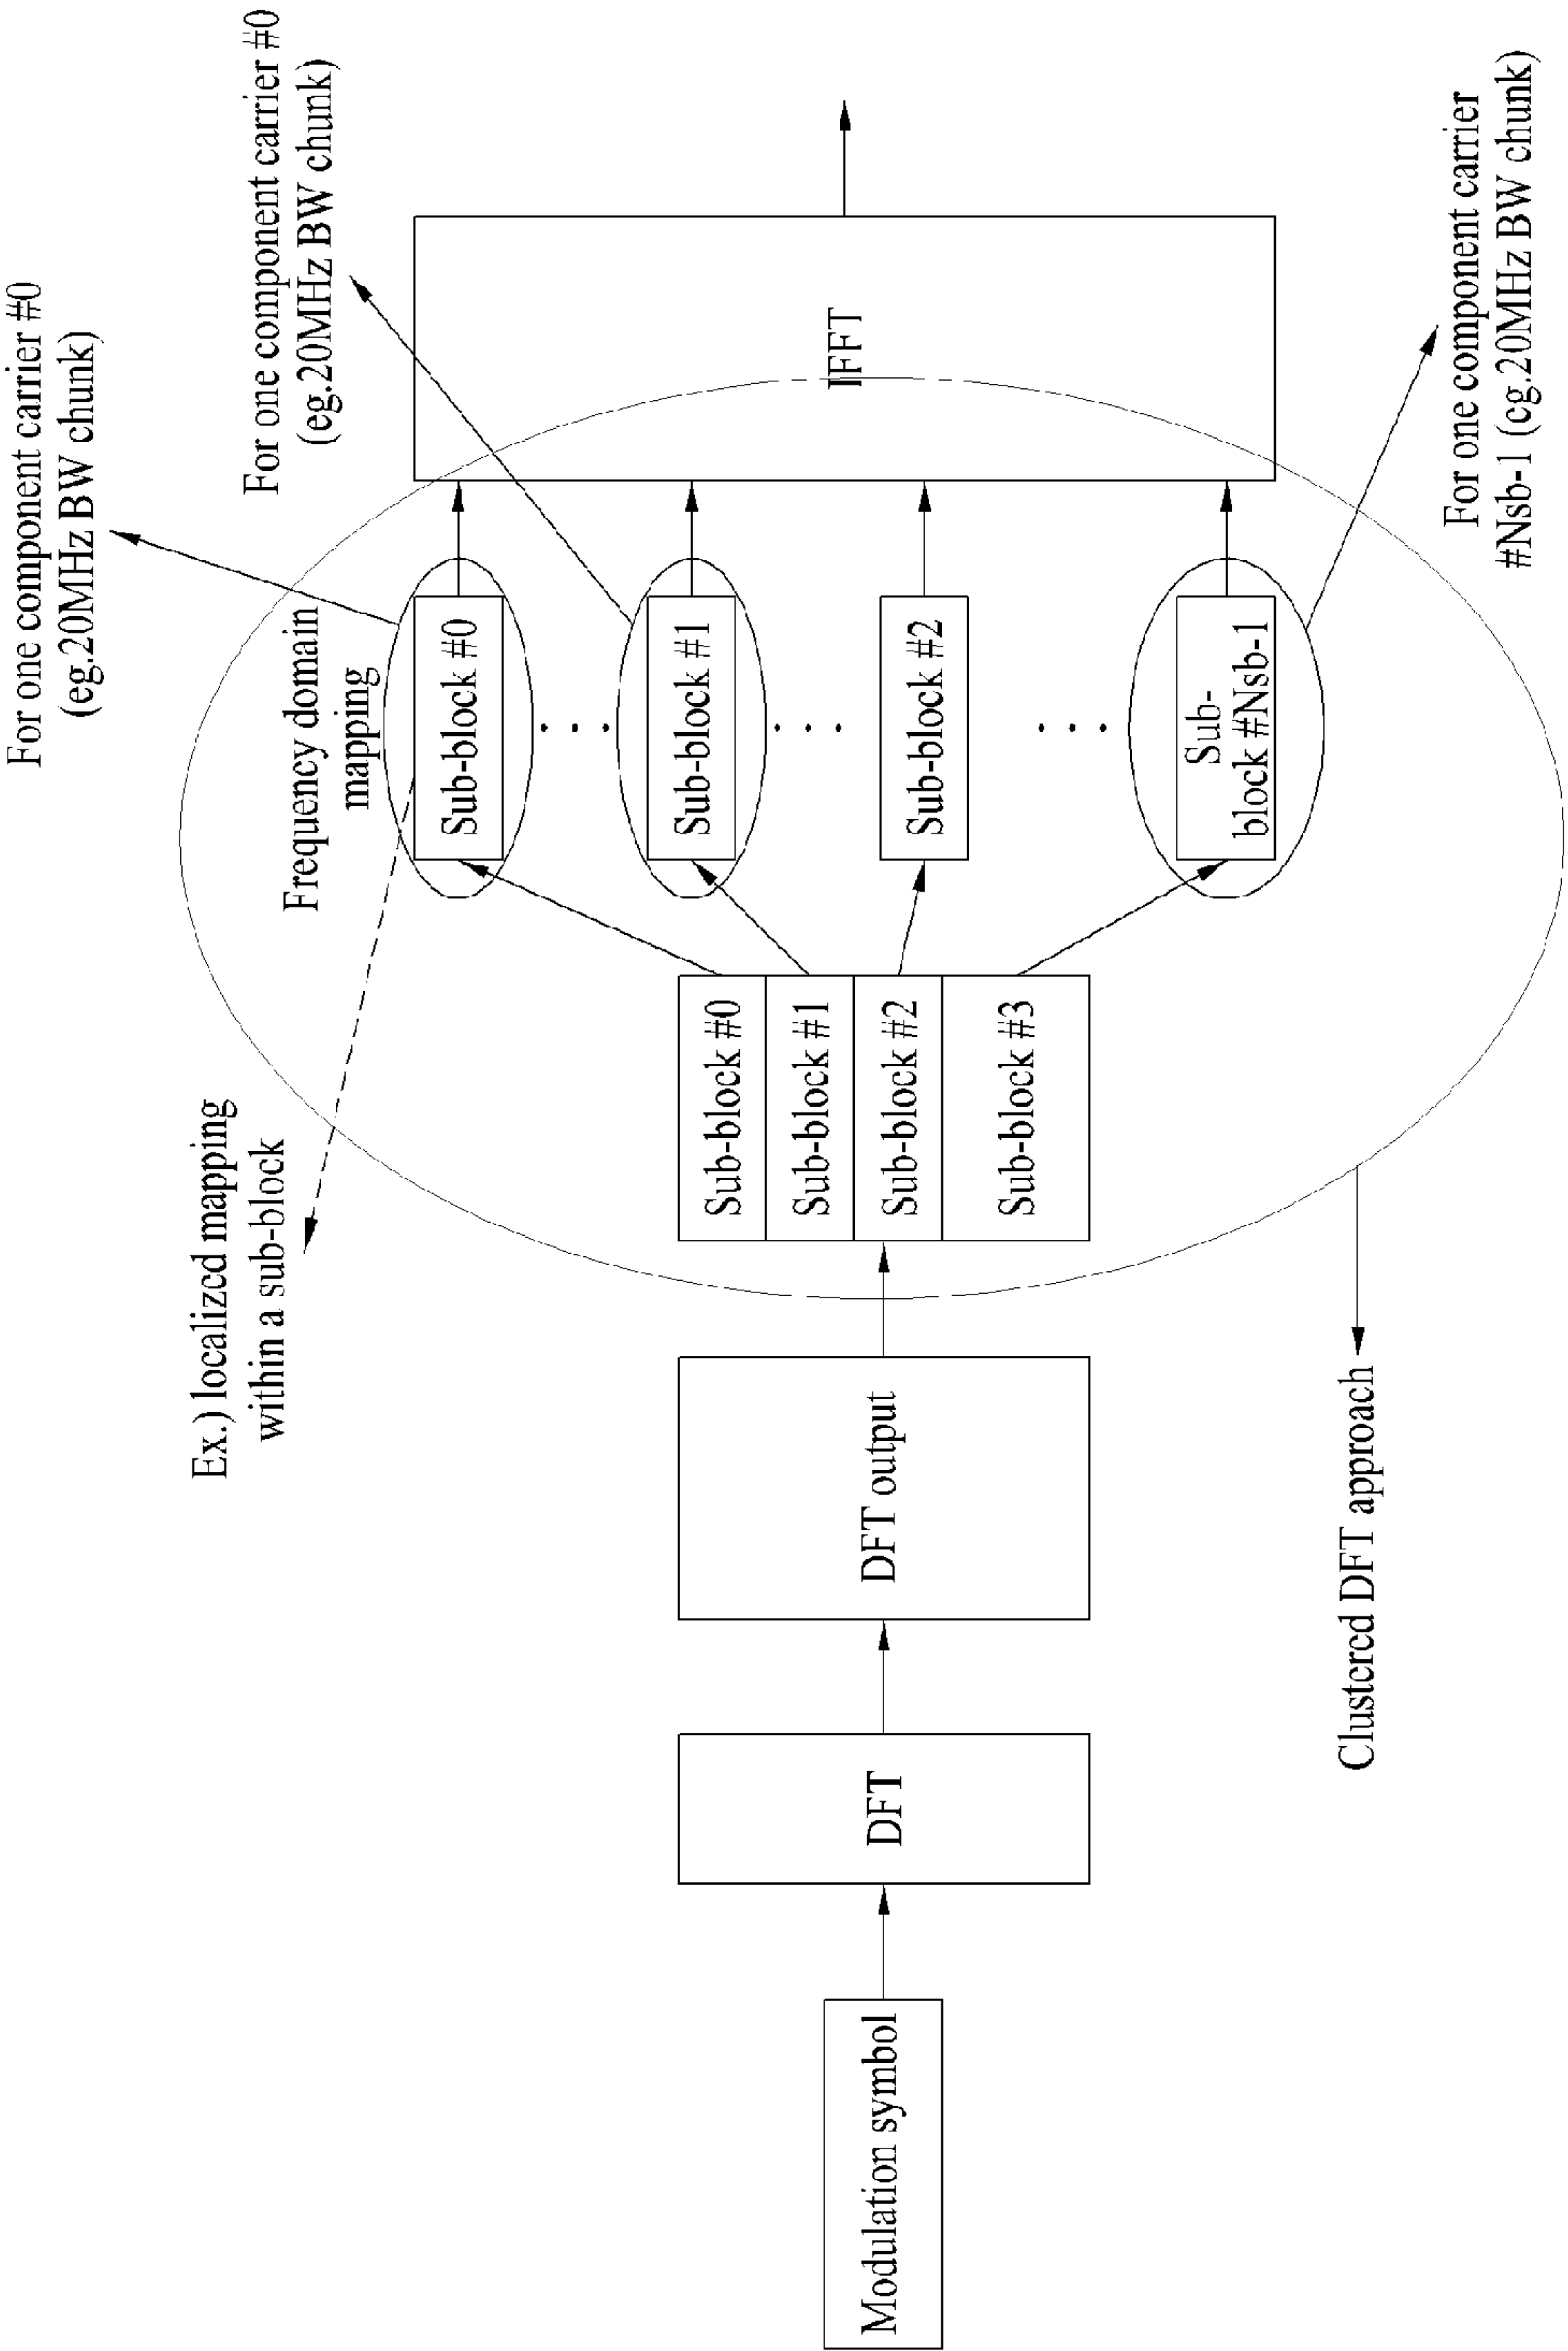 For one component carrier #0
(eg.20MHz BW chunk)
For one component carrier #0
(eg.20MHz BW chunk)
Ex.) localized mapping
within a sub-block
Frequency domain
mapping
Sub-block #0
Sub-block #1
Sub-block #2
Sub-
block #Nsb-1
Modulation symbol
DFT
DFT output
Sub-block #0
Sub-block #1
Sub-block #2
Sub-block #3
IFFT
Clustered DFT approach
For one component carrier
#Nsb-1 (eg.20MHz BW chunk)